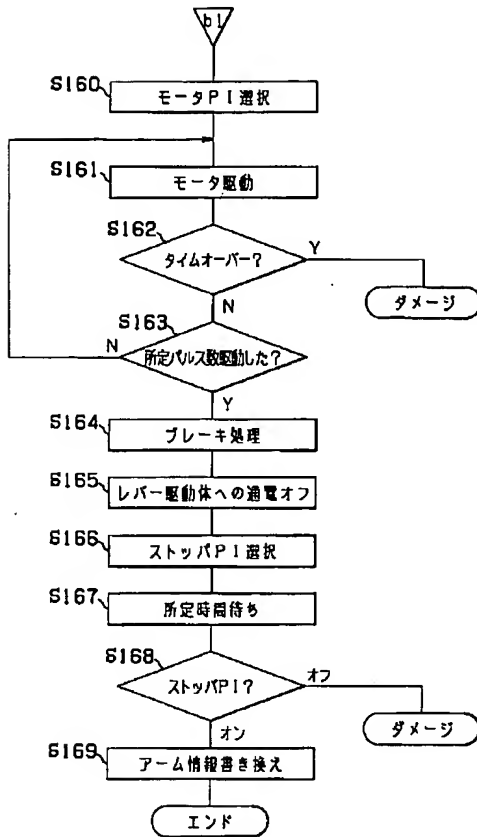 b1
S160
モータPI選択
S161
モータ駆動
S162
タイムオーバー?
Y
ダメージ
N
S163
N
所定パルス数駆動した?
Y
S164
ブレーキ処理
S165
レバー駆動体への通電オフ
S166
ストッパPI選択
S167
所定時間待ち
S168
ストッパPI?
オフ
ダメージ
オン
S169
アーム情報書き換え
エンド